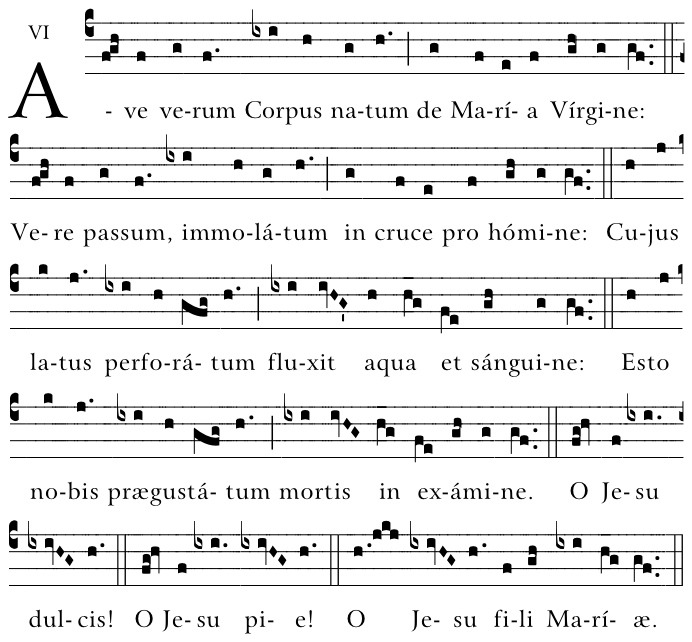 VI
A - ve ve-rum Corpus na-tum de Ma-rí- a Vírgi-ne:
Ve- re passum, immo-lá-tum in cruce pro hómi-ne: Cu-jus
la-tus perfo-rá- tum flu-xit aqua et sángui-ne: Esto
no-bis prægustá- tum mortis in ex-ámi-ne. O Je-su
dul-cis! O Je- su pi- e! O Je- su fi-li Ma-rí- æ.